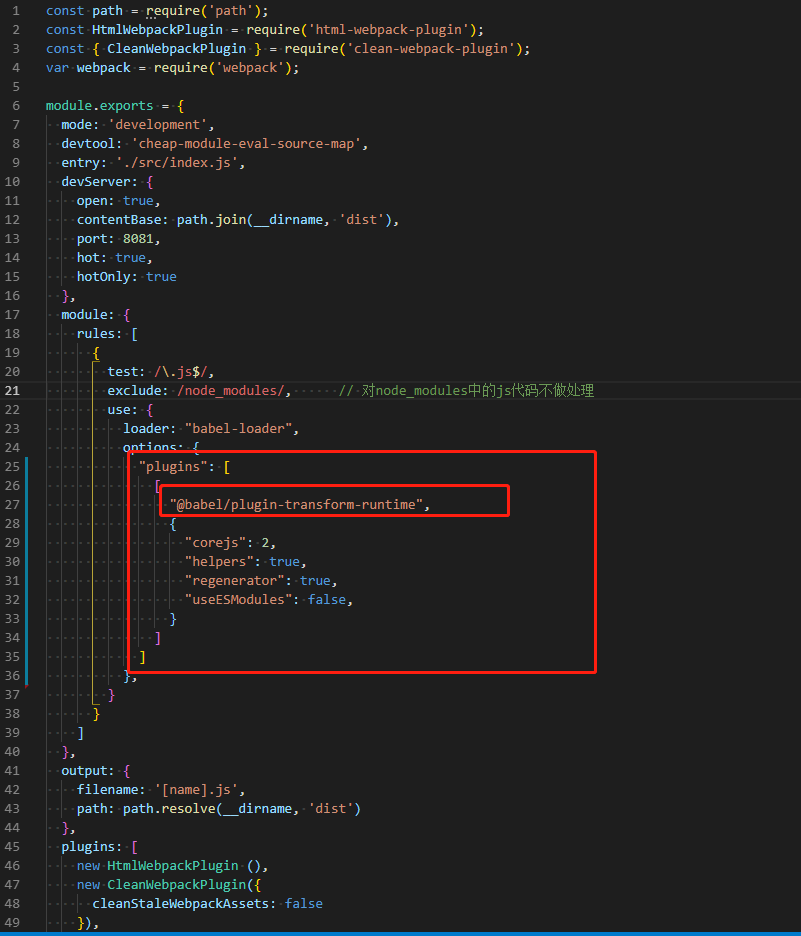 1 const path = require('path');
2 const HtmlWebpackPlugin = require('html-webpack-plugin');
3 const { CleanWebpackPlugin } = require('clean-webpack-plugin');
4 var webpack = require('webpack');
5
6 module.exports = {
7   mode: 'development',
8   devtool: 'cheap-module-eval-source-map',
9   entry: './src/index.js',
10   devServer: {
11     open: true,
12     contentBase: path.join(__dirname, 'dist'),
13     port: 8081,
14     hot: true,
15     hotOnly: true
16   },
17   module: {
18     rules: [
19       {
20         test: /\.js$/,
21         exclude: /node_modules/,      // 对node_modules中的js代码不做处理
22         use: {
23           loader: "babel-loader",
24           options: {
25             "plugins": [
26               [
27                 "@babel/plugin-transform-runtime",
28                 {
29                   "corejs": 2,
30                   "helpers": true,
31                   "regenerator": true,
32                   "useESModules": false,
33                 }
34               ]
35             ]
36           },
37         }
38       }
39     ]
40   },
41   output: {
42     filename: '[name].js',
43     path: path.resolve(__dirname, 'dist')
44   },
45   plugins: [
46     new HtmlWebpackPlugin (),
47     new CleanWebpackPlugin({
48       cleanStaleWebpackAssets: false
49     }),